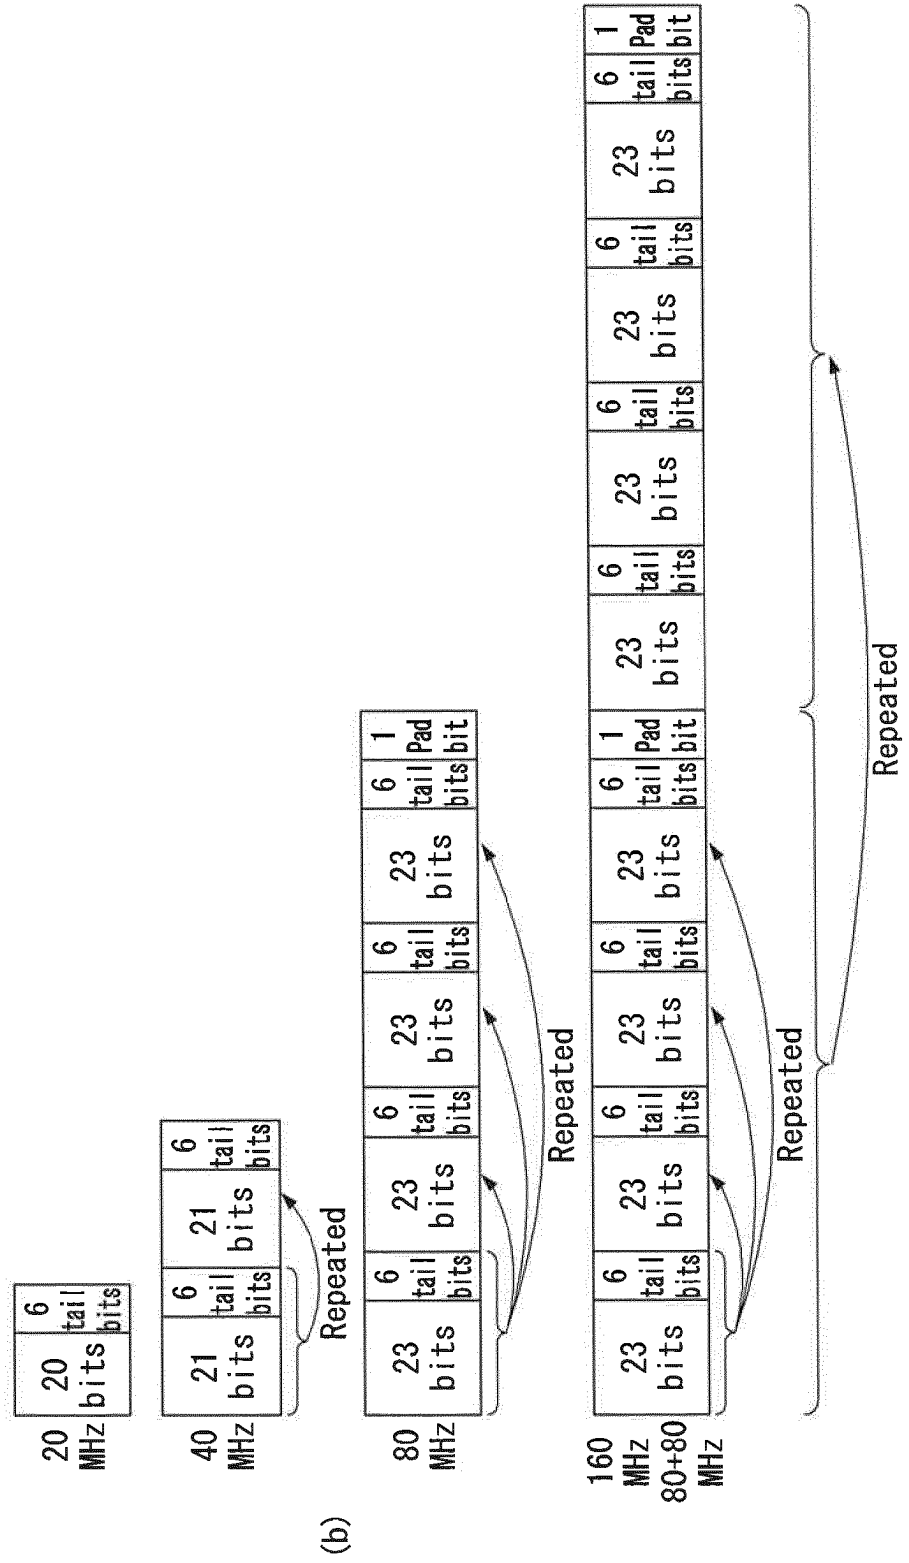 (b)
20
MHz
20
bits
6
tail
bits
40
MHz
21
bits
6
tail
bits
21
bits
6
tail
bits
Repeated
80
MHz
23
bits
6
tail
bits
23
bits
6
tail
bits
23
bits
6
tail
bits
23
bits
6
tail
bits
1
Pad
bit
Repeated
160
MHz
80+80
MHz
23
bits
6
tail
bits
23
bits
6
tail
bits
23
bits
6
tail
bits
23
bits
6
tail
bits
1
Pad
bit
23
bits
6
tail
bits
23
bits
6
tail
bits
23
bits
6
tail
bits
23
bits
6
tail
bits
1
Pad
bit
Repeated
Repeated